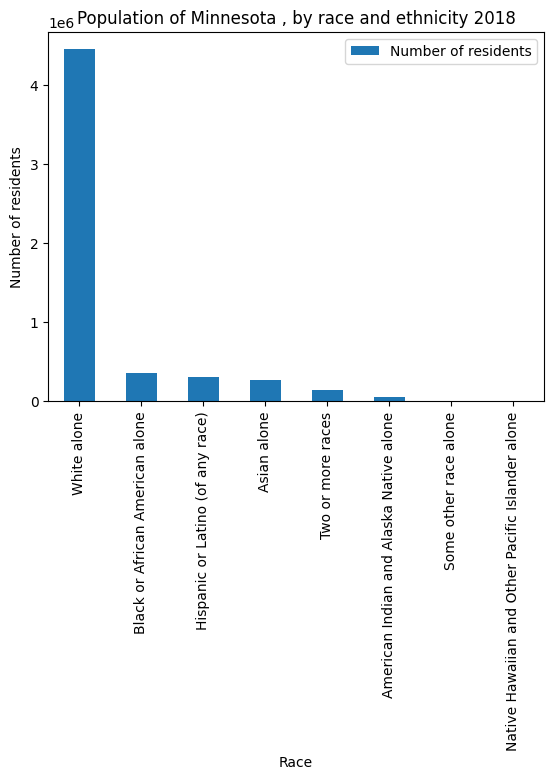 Population of Minnesota , by race and ethnicity 2018
1e6
Number of residents
Number of residents
4
3
2
1
0
White alone
Black or African American alone
Hispanic or Latino (of any race)
Asian alone
Two or more races
American Indian and Alaska Native alone
Some other race alone
Native Hawaiian and Other Pacific Islander alone
Race